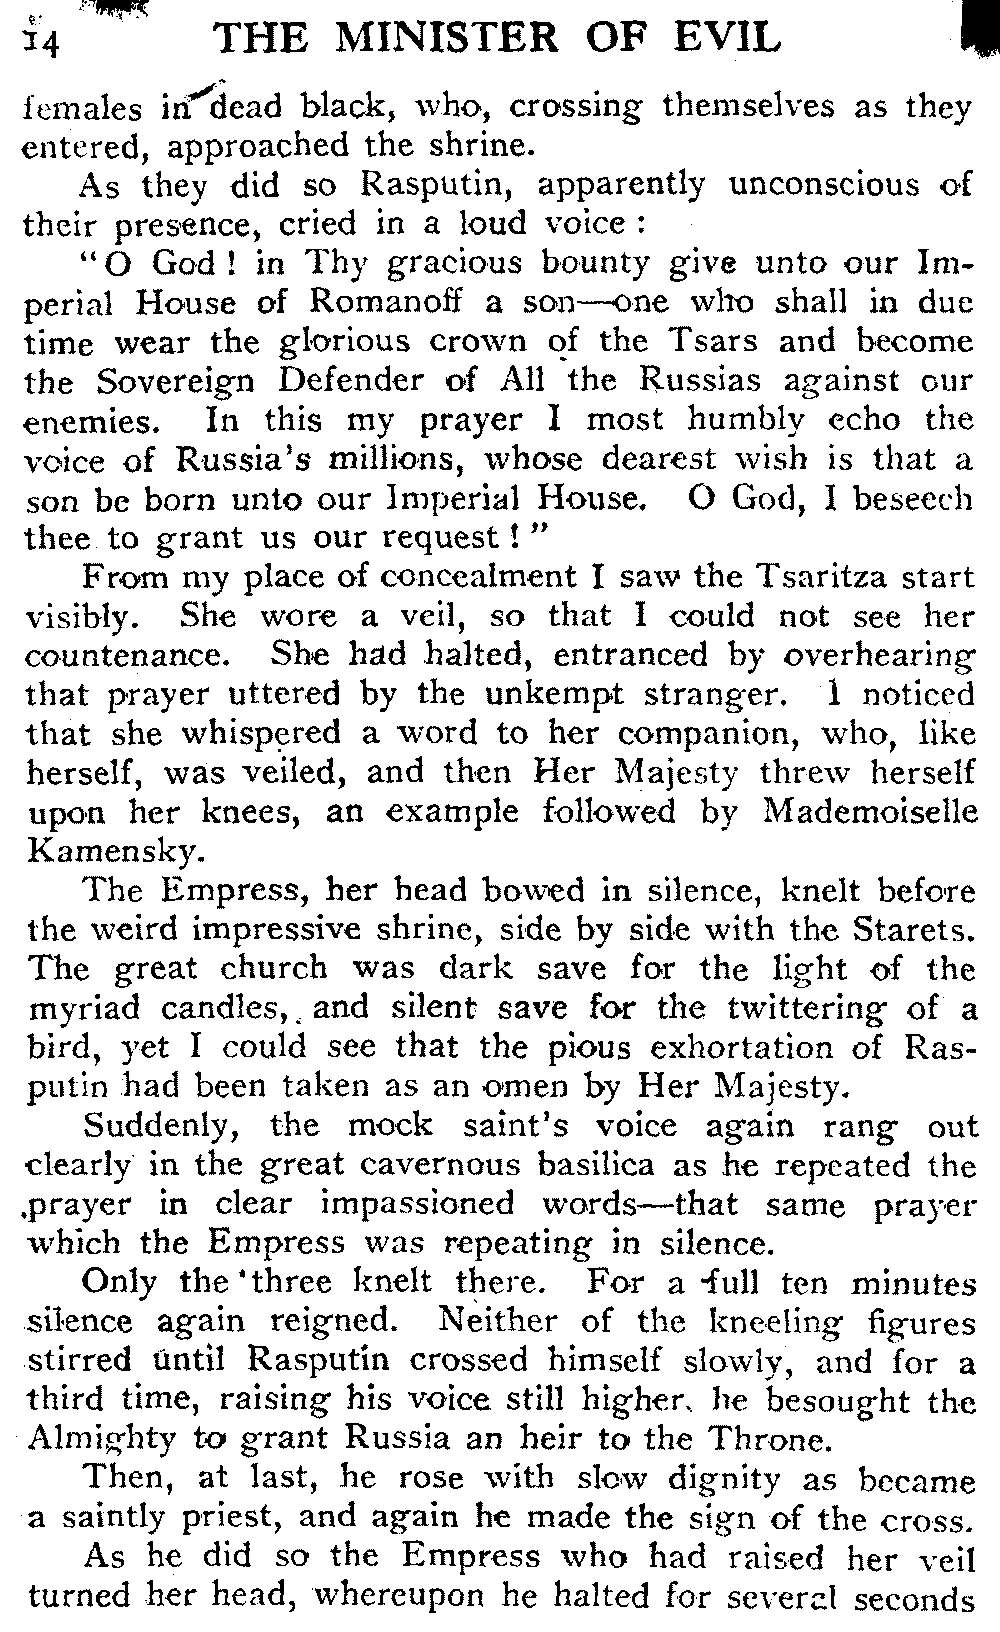 14 THE MINISTER OF EVIL
females in dead black, who, crossing themselves as they
entered, approached the shrine.
As they did so Rasputin, apparently unconscious of
their presence, cried in a loud voice :
"O God ! in Thy gracious bounty give unto our Im-
perial House of Romanoff a son—one who shall in due
time wear the glorious crown of the Tsars and become
the Sovereign Defender of All the Russias against our
enemies. In this my prayer I most humbly echo the
voice of Russia's millions, whose dearest wish is that a
son be born unto our Imperial House. O God, I beseech
thee to grant us our request ! "
From my place of concealment I saw the Tsaritza start
visibly. She wore a veil, so that I could not see her
countenance. She had halted, entranced by overhearing
that prayer uttered by the unkempt stranger. I noticed
that she whispered a word to her companion, who, like
herself, was veiled, and then Her Majesty threw herself
upon her knees, an example followed by Mademoiselle
Kamensky.
The Empress, her head bowed in silence, knelt before
the weird impressive shrine, side by side with the Starets.
The great church was dark save for the light of the
myriad candles, and silent save for the twittering of a
bird, yet I could see that the pious exhortation of Ras-
putin had been taken as an omen by Her Majesty.
Suddenly, the mock saint's voice again rang out
clearly in the great cavernous basilica as he repeated the
prayer in clear impassioned words—that same prayer
which the Empress was repeating in silence.
Only the three knelt there. For a full ten minutes
silence again reigned. Neither of the kneeling figures
stirred until Rasputin crossed himself slowly, and for a
third time, raising his voice still higher, he besought the
Almighty to grant Russia an heir to the Throne.
Then, at last, he rose with slow dignity as became
a saintly priest, and again he made the sign of the cross.
As he did so the Empress who had raised her veil
turned her head, whereupon he halted for several seconds